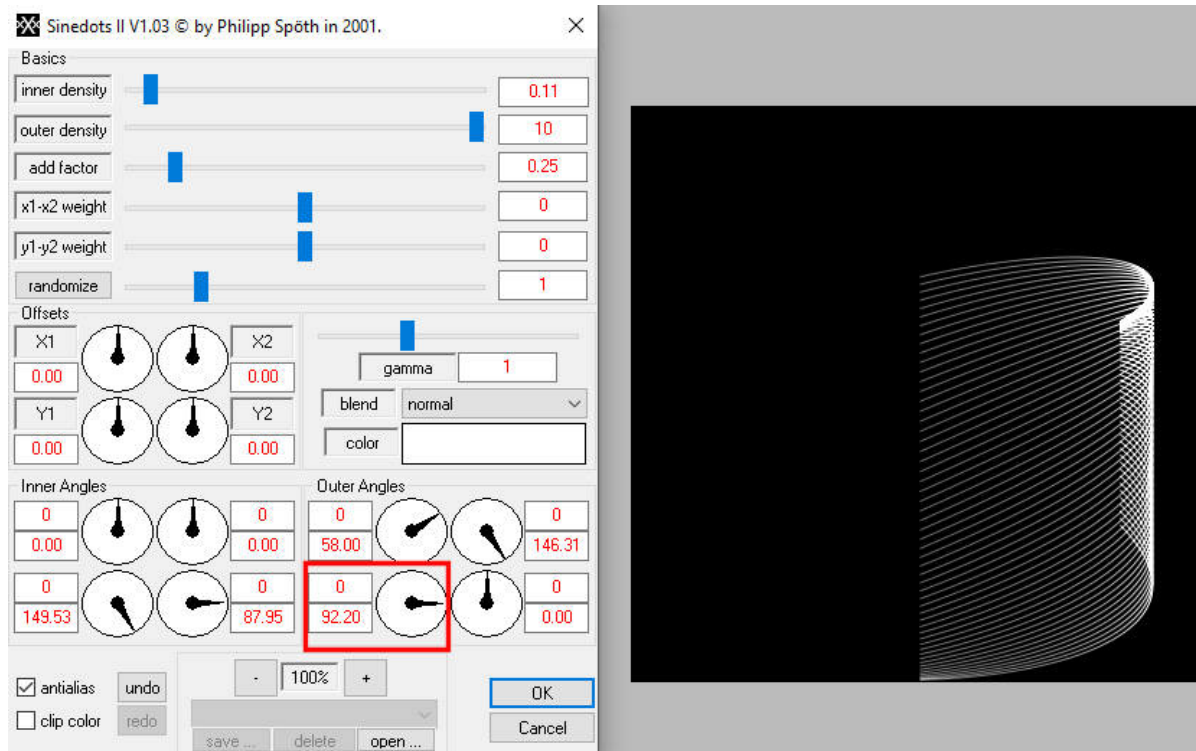 Sinedots II V1.03 © by Philipp Spöth in 2001.
Basics
inner density 0.11
outer density 10
add factor 0.25
x1-x2 weight 0
y1-y2 weight 0
randomize 1
Offsets
X1 X2
0.00 0.00
Y1 Y2
0.00 0.00
gamma 1
blend normal
color
Inner Angles
0 0
0.00 0.00
0 0
149.53 87.95
Outer Angles
0 0
58.00 146.31
0 0
92.20 0.00
antialias undo
clip color redo
- 100% +
save ... delete open ...
OK
Cancel